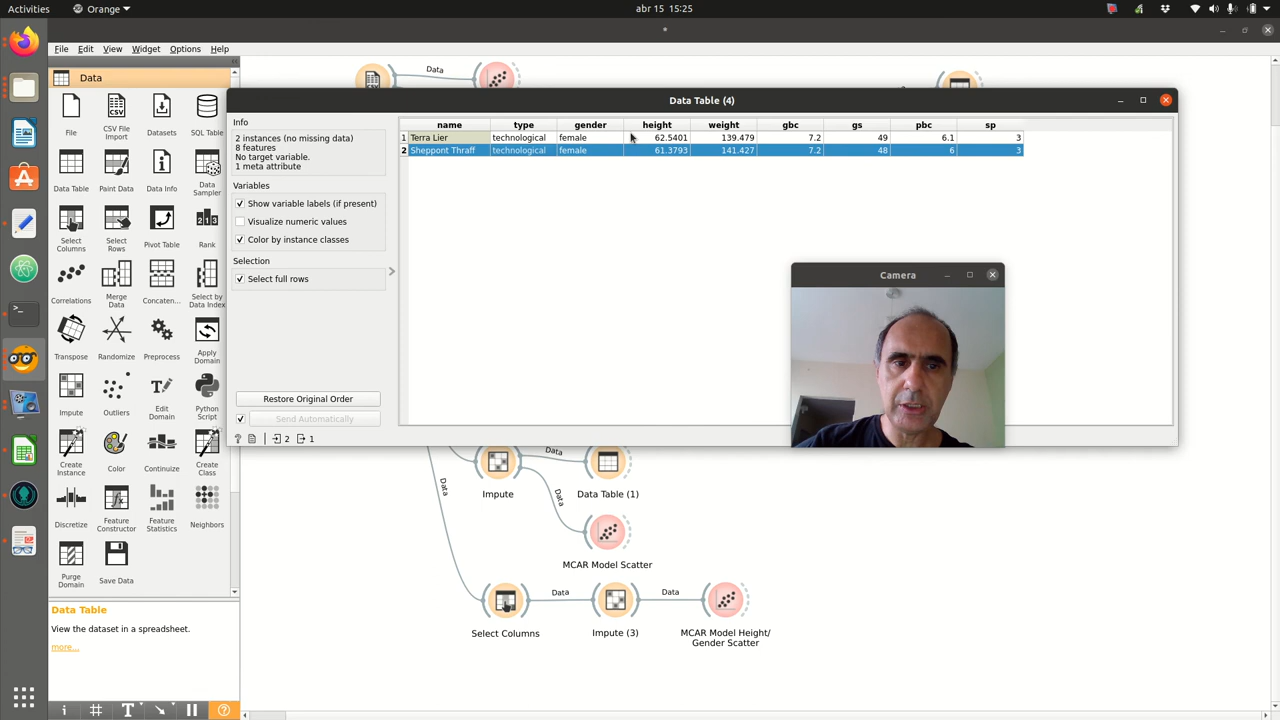 Activities
Orange
abr 15 15:25
File Edit View Widget Options Help
Data
File
CSV File
Import
Datasets
SQL Table
Data Table
Paint Data
Data Info
Data
Sampler
Select
Columns
Select
Rows
Pivot Table
Rank
Correlations
Merge
Data
Concaten...
Select by
Data Index
Transpose
Randomize
Preprocess
Apply
Domain
Impute
Outliers
Edit
Domain
Python
Script
Create
Instance
Color
Continuize
Create
Class
Discretize
Feature
Constructor
Feature
Statistics
Neighbors
Purge
Domain
Save Data
Data Table
View the dataset in a spreadsheet.
more...
Data
Data Table (4)
Info
2 instances (no missing data)
8 features
No target variable.
1 meta attribute
Variables
Show variable labels (if present)
Visualize numeric values
Color by instance classes
Selection
Select full rows
Restore Original Order
Send Automatically
2 1
name type gender height weight gbc gs pbc sp
1 Terra Lier technological female 62.5401 139.479 7.2 49 6.1 3
2 Sheppont Thraff technological female 61.3793 141.427 7.2 48 6 3
Camera
Data
Impute
Data
Data Table (1)
Data
MCAR Model Scatter
Select Columns
Data
Impute (3)
Data
MCAR Model Height/
Gender Scatter